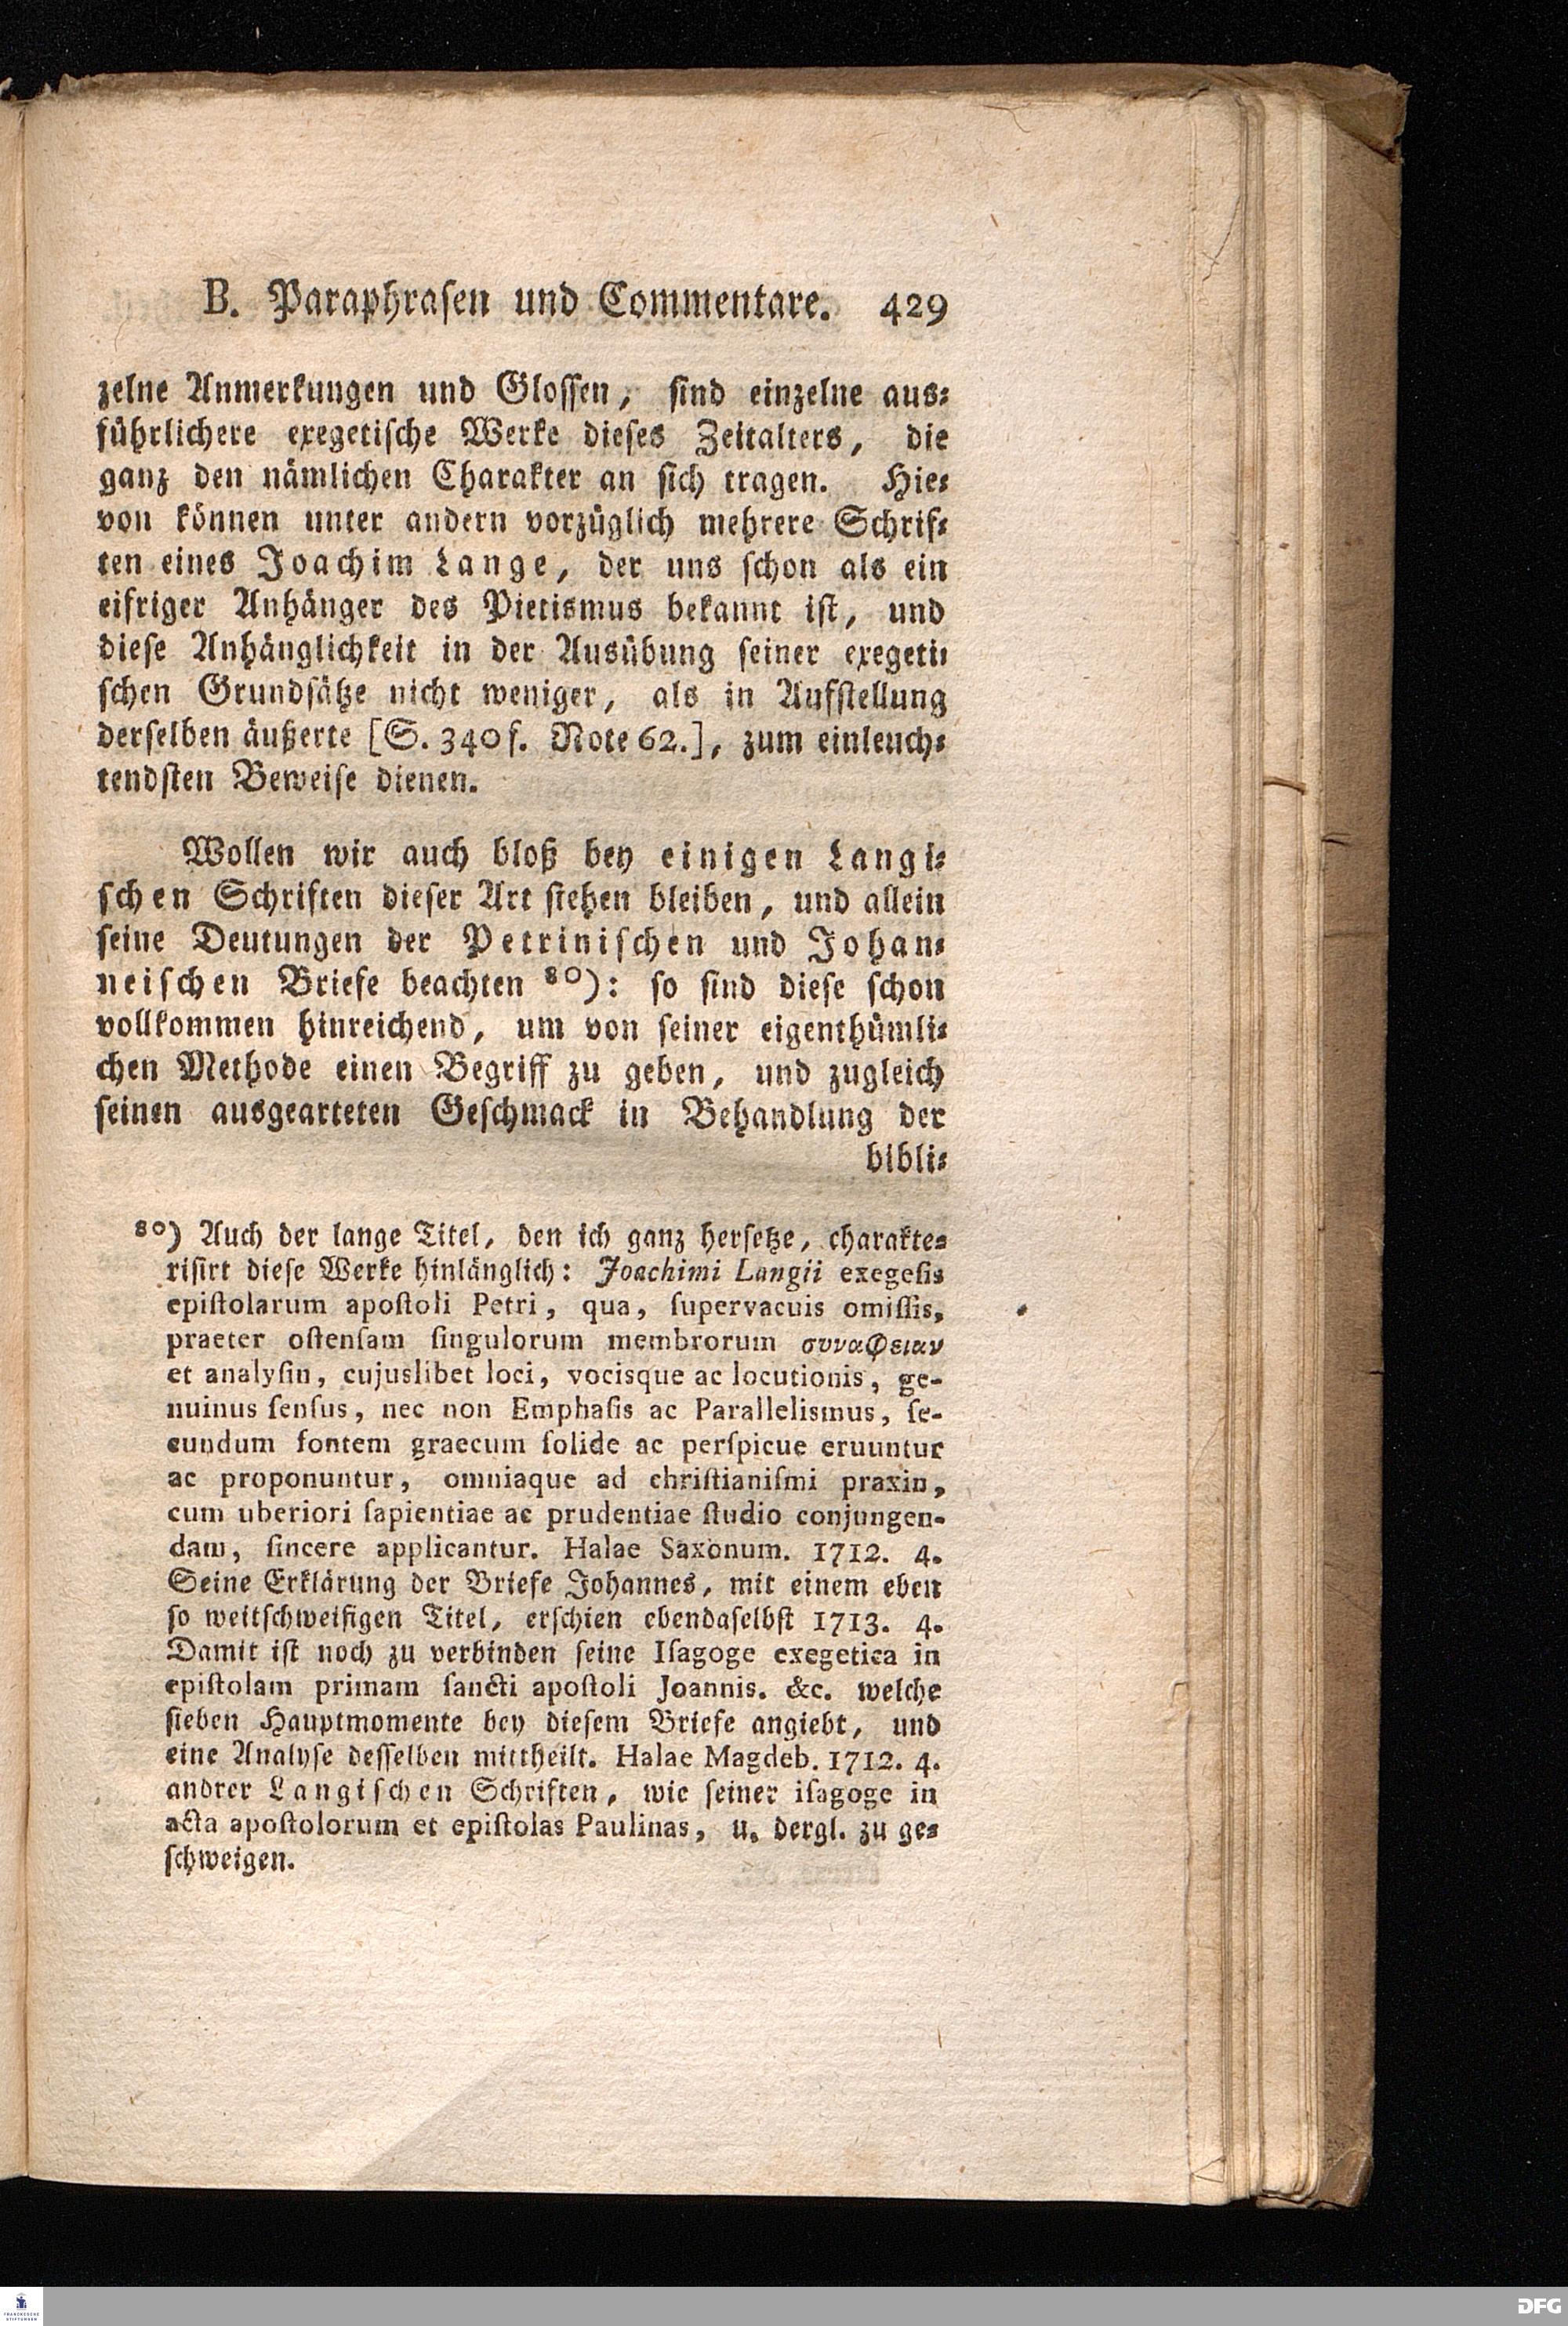 B. Paraphrasen und Commentare. 429
zelne Anmerkungen und Glossen, sind einzelne aus⸗
führlichere exegetische Werke dieses Zeitalters, die
ganz den nämlichen Charakter an sich tragen. Hie⸗
von können unter andern vorzüglich mehrere Schrif⸗
ten eines Joachim Lange, der uns schon als ein
eifriger Anhänger des Pietismus bekannt ist, und
diese Anhänglichkeit in der Ausübung seiner exegeti⸗
schen Grundsätze nicht weniger, als in Aufstellung
derselben äußerte [S. 340 f. Note 62.], zum einleuch⸗
tendsten Beweise dienen.
Wollen wir auch bloß bey einigen Langi⸗
schen Schriften dieser Art stehen bleiben, und allein
seine Deutungen der Petrinischen und Johan⸗
neischen Briefe beachten 80): so sind diese schon
vollkommen hinreichend, um von seiner eigenthümli⸗
chen Methode einen Begriff zu geben, und zugleich
seinen ausgearteten Geschmack in Behandlung der
bibli⸗
80) Auch der lange Titel, den ich ganz hersetze, charakte⸗
risirt diese Werke hinlänglich: Joachimi Langii exegeſis
epiſtolarum apoſtoli Petri, qua, ſupervacuis omiſſis,
praeter oſtenſam ſingulorum membrorum συναφειαν
et analyſin, cujuslibet loci, vocisque ac locutionis, ge-
nuinus ſenſus, nec non Emphaſis ac Parallelismus, ſe-
cundum fontem graecum ſolide ac perſpicue eruuntur
ac proponuntur, omniaque ad chriſtianiſmi praxin,
cum uberiori ſapientiae ac prudentiae ſtudio conjungen-
dam, ſincere applicantur. Halae Saxonum. 1712. 4.
Seine Erklärung der Briefe Johannes, mit einem eben
so weitschweifigen Titel, erschien ebendaselbst 1713. 4.
Damit ist noch zu verbinden seine Iſagoge exegetica in
epiſtolam primam ſancti apoſtoli Joannis. &c. welche
sieben Hauptmomente bey diesem Briefe angiebt, und
eine Analyse desselben mittheilt. Halae Magdeb. 1712. 4.
andrer Langischen Schriften, wie seiner iſagoge in
acta apoſtolorum et epiſtolas Paulinas, u. dergl. zu ge⸗
schweigen.
FRANCKESCHE
STIFTUNGEN
DFG